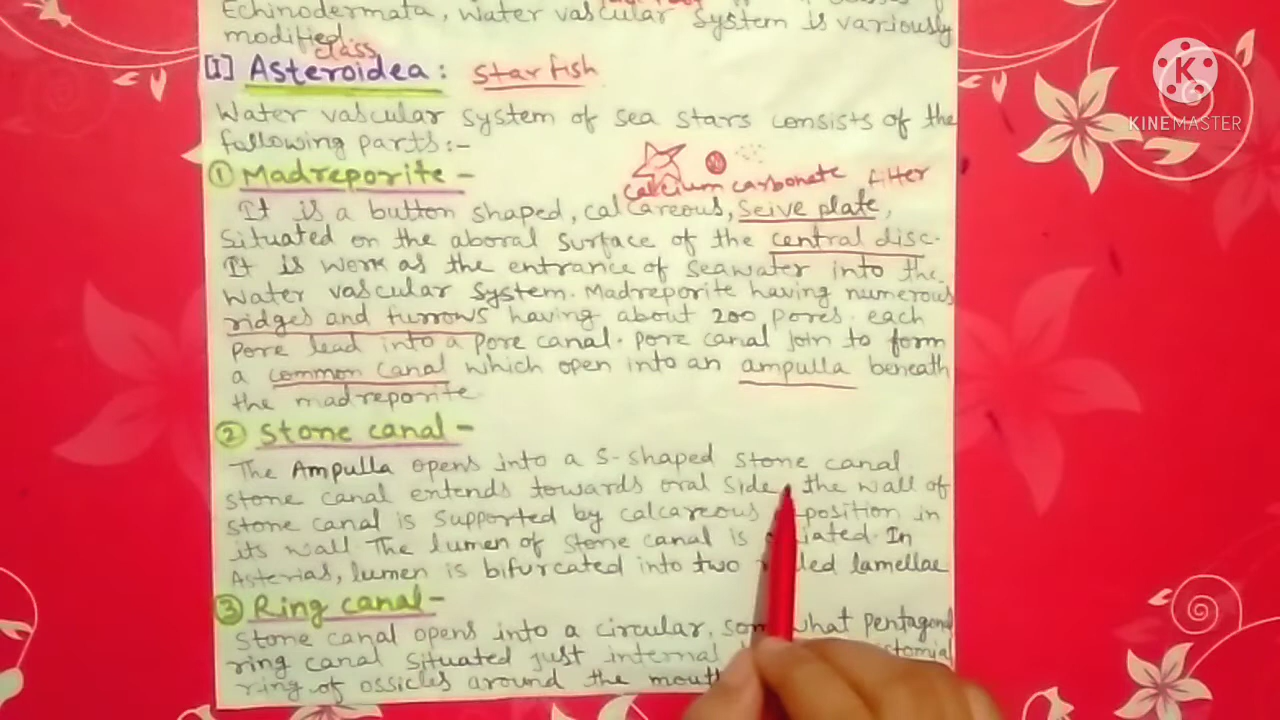 Echinodermata, Water vascular system is variously
modified.
class
[I] Asteroidea: starfish
Water vascular system of sea stars consists of the
following parts:-
① Madreporite -
calcium carbonate filter
It is a button shaped, calcareous, seive plate,
situated on the aboral surface of the central disc.
It is work as the entrance of seawater into the
water vascular system. Madreporite having numerous
ridges and furrows having about 200 pores. each
pore lead into a pore canal. pore canal join to form
a common canal which open into an ampulla beneath
the madreporite.
② Stone canal -
The Ampulla opens into a S-shaped stone canal
stone canal entends towards oral side the wall of
stone canal is supported by calcareous position in
its wall. The lumen of stone canal is In
Asterias, lumen is bifurcated into two lamellae
③ Ring canal -
Stone canal opens into a circular, pentagonal
ring canal situated just internal
ring of ossicles around the mouth
K
KINEMASTER